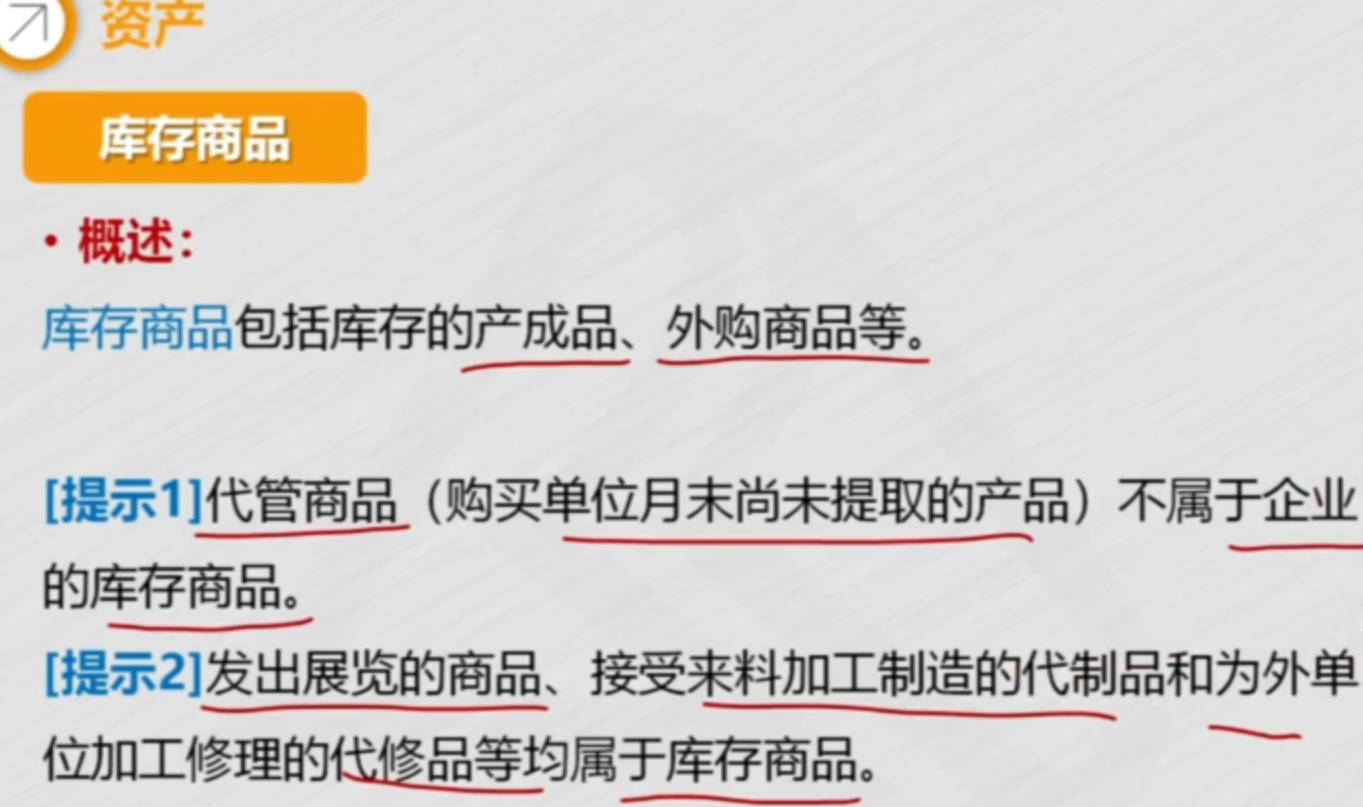 资产
库存商品
• 概述：
库存商品包括库存的产成品、外购商品等。
[提示1]代管商品（购买单位月末尚未提取的产品）不属于企业
的库存商品。
[提示2]发出展览的商品、接受来料加工制造的代制品和为外单
位加工修理的代修品等均属于库存商品。